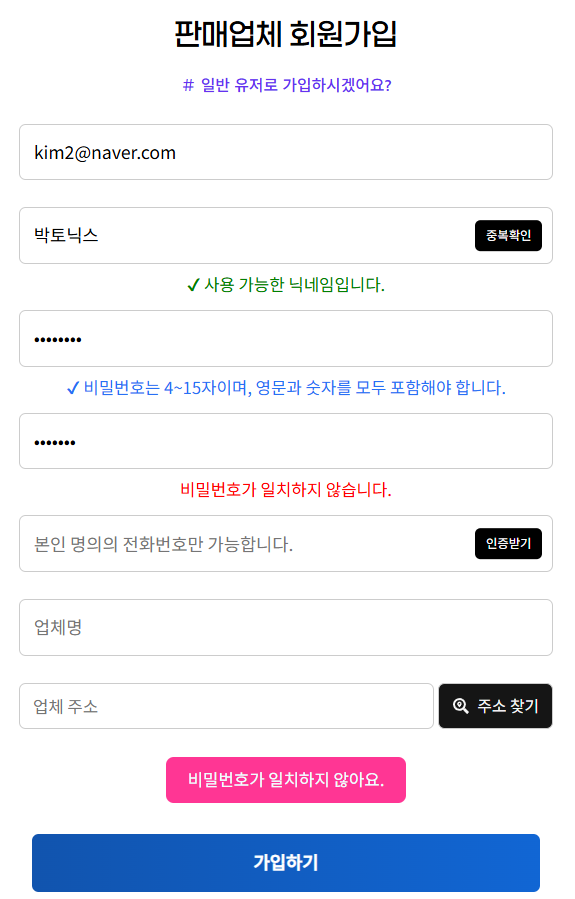 판매업체 회원가입
# 일반 유저로 가입하시겠어요?
kim2@naver.com
박토닉스
중복확인
✓ 사용 가능한 닉네임입니다.
••••••••
✓ 비밀번호는 4~15자이며, 영문과 숫자를 모두 포함해야 합니다.
•••••••
비밀번호가 일치하지 않습니다.
본인 명의의 전화번호만 가능합니다.
인증받기
업체명
업체 주소
주소 찾기
비밀번호가 일치하지 않아요.
가입하기